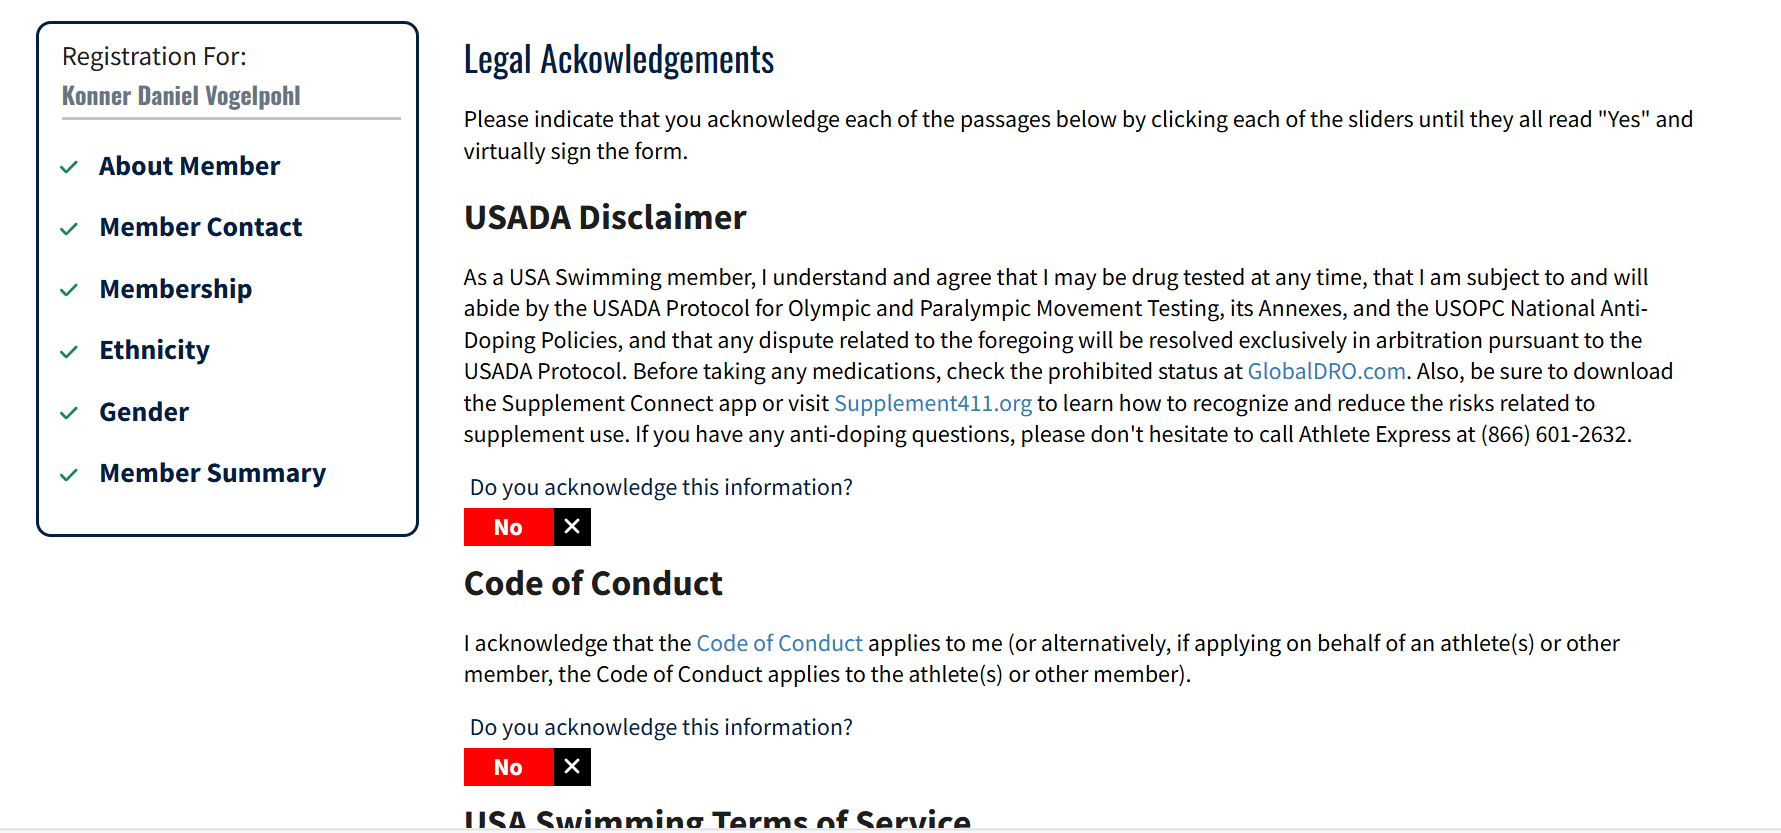 Registration For:
Konner Daniel Vogelpohl
About Member
Member Contact
Membership
Ethnicity
Gender
Member Summary
Legal Ackowledgements
Please indicate that you acknowledge each of the passages below by clicking each of the sliders until they all read "Yes" and
virtually sign the form.
USADA Disclaimer
As a USA Swimming member, I understand and agree that I may be drug tested at any time, that I am subject to and will
abide by the USADA Protocol for Olympic and Paralympic Movement Testing, its Annexes, and the USOPC National Anti-
Doping Policies, and that any dispute related to the foregoing will be resolved exclusively in arbitration pursuant to the
USADA Protocol. Before taking any medications, check the prohibited status at GlobalDRO.com. Also, be sure to download
the Supplement Connect app or visit Supplement411.org to learn how to recognize and reduce the risks related to
supplement use. If you have any anti-doping questions, please don't hesitate to call Athlete Express at (866) 601-2632.
Do you acknowledge this information?
No
Code of Conduct
I acknowledge that the Code of Conduct applies to me (or alternatively, if applying on behalf of an athlete(s) or other
member, the Code of Conduct applies to the athlete(s) or other member).
Do you acknowledge this information?
No
USA Swimming Terms of Service